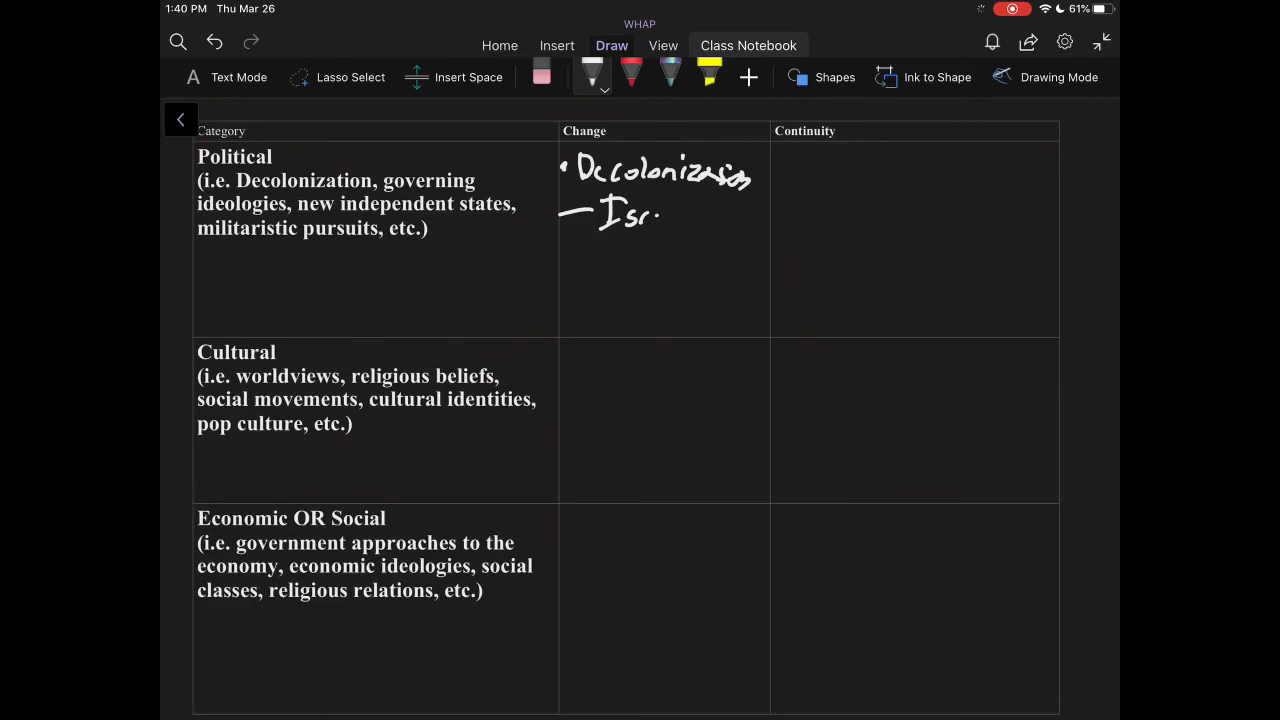 1:40 PM Thu Mar 26
61%
WHAP
Home Insert Draw View Class Notebook
Text Mode Lasso Select Insert Space Shapes Ink to Shape Drawing Mode
Category Change Continuity
Political
(i.e. Decolonization, governing
ideologies, new independent states,
militaristic pursuits, etc.)
• Decolonization
— Isr
Cultural
(i.e. worldviews, religious beliefs,
social movements, cultural identities,
pop culture, etc.)
Economic OR Social
(i.e. government approaches to the
economy, economic ideologies, social
classes, religious relations, etc.)